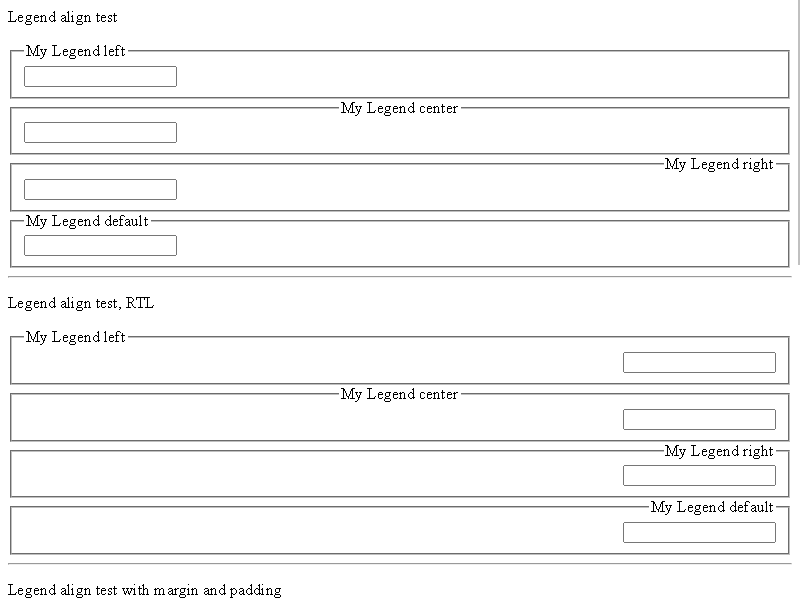 Legend align test
My Legend left
My Legend center
My Legend right
My Legend default
Legend align test, RTL
My Legend left
My Legend center
My Legend right
My Legend default
Legend align test with margin and padding